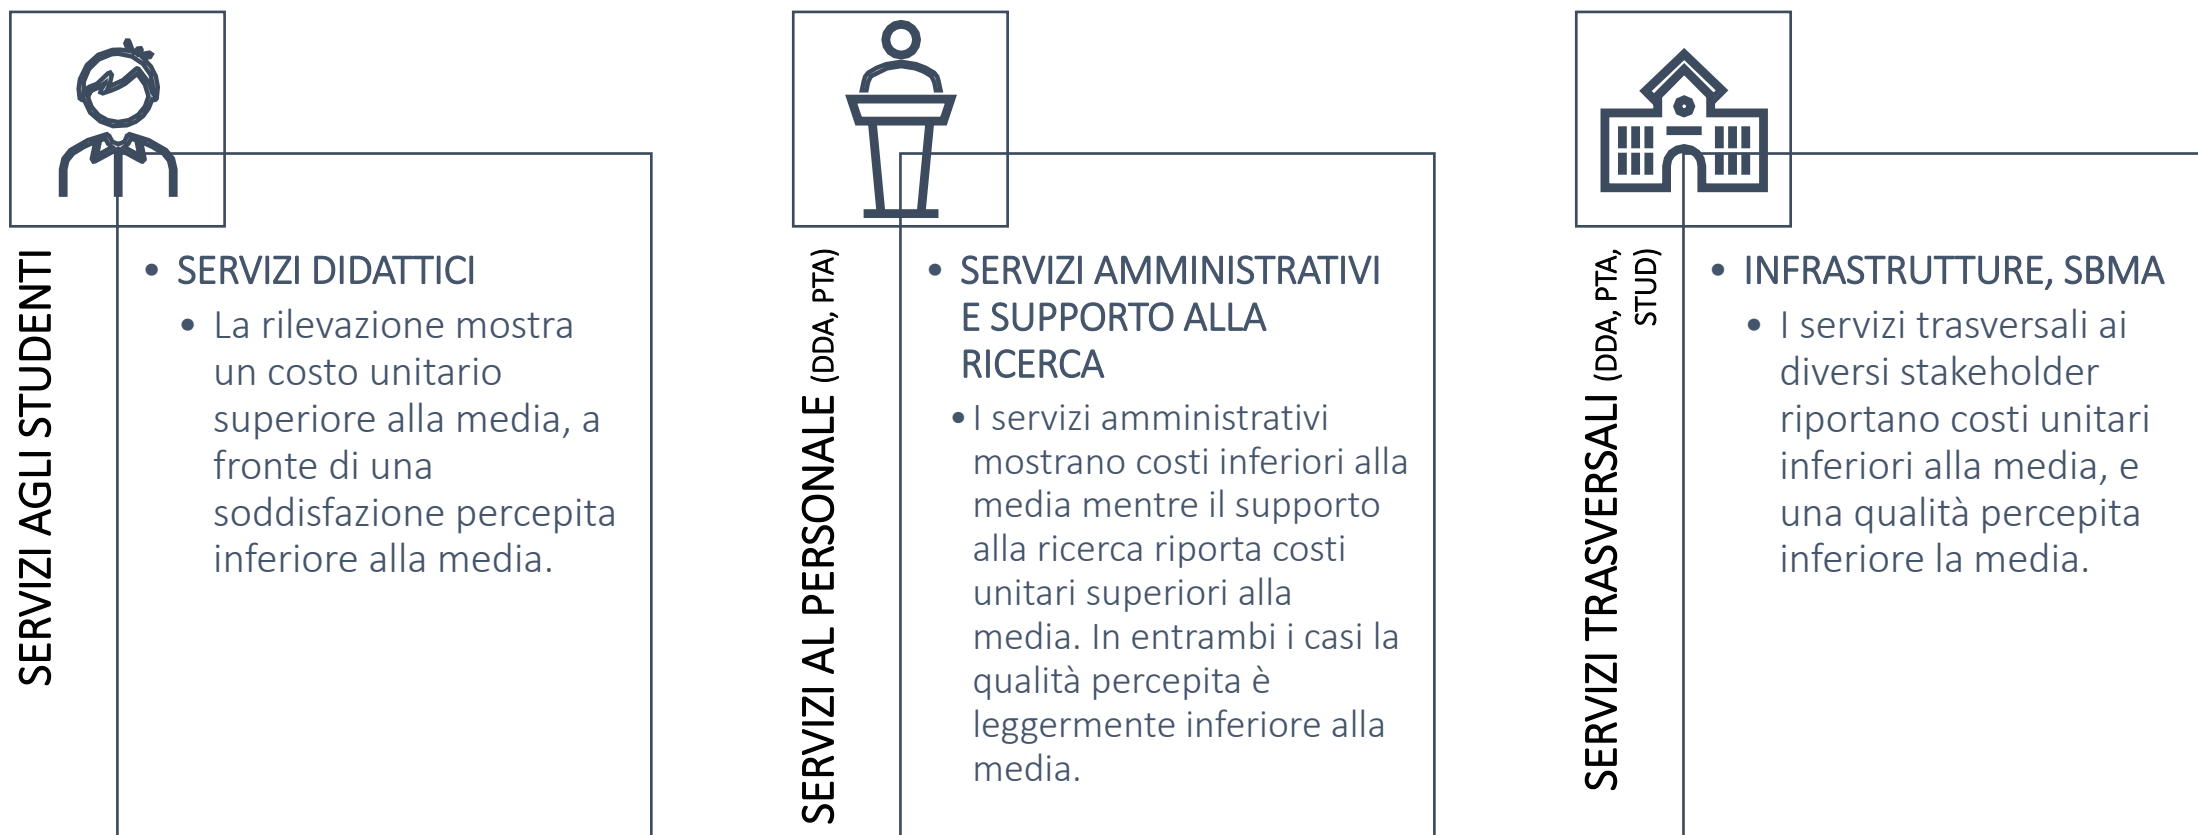 SERVIZI AGLI STUDENTI
• SERVIZI DIDATTICI
• La rilevazione mostra
un costo unitario
superiore alla media, a
fronte di una
soddisfazione percepita
inferiore alla media.
SERVIZI AL PERSONALE (DDA, PTA)
• SERVIZI AMMINISTRATIVI
E SUPPORTO ALLA
RICERCA
• I servizi amministrativi
mostrano costi inferiori alla
media mentre il supporto
alla ricerca riporta costi
unitari superiori alla
media. In entrambi i casi la
qualità percepita è
leggermente inferiore alla
media.
SERVIZI TRASVERSALI (DDA, PTA,
STUD)
• INFRASTRUTTURE, SBMA
• I servizi trasversali ai
diversi stakeholder
riportano costi unitari
inferiori alla media, e
una qualità percepita
inferiore la media.